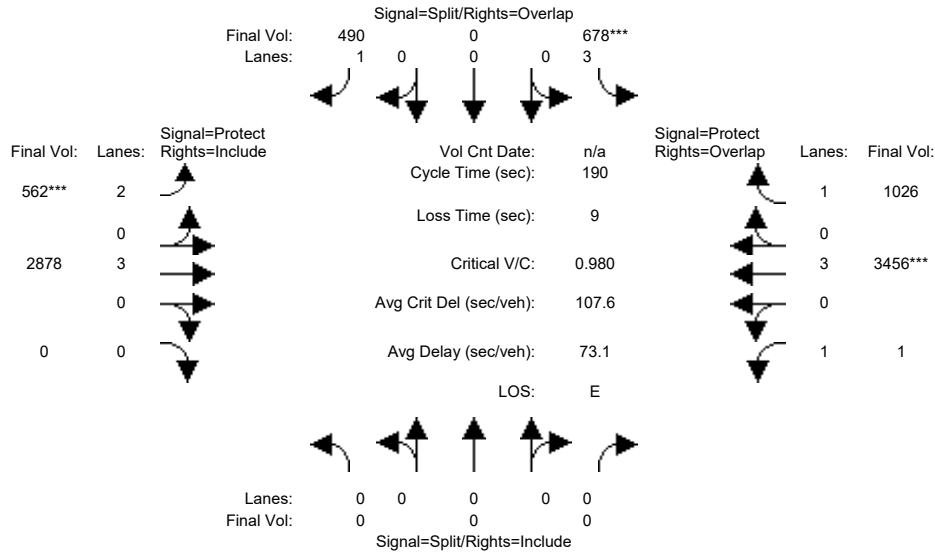 Signal=Split/Rights=Overlap
Final Vol: 490 0 678***
Lanes: 1 0 0 0 3
Signal=Protect
Final Vol: Lanes: Rights=Include
Vol Cnt Date: n/a
Signal=Protect
Rights=Overlap Lanes: Final Vol:
Cycle Time (sec): 190
562*** 2
1 1026
Loss Time (sec): 9
0
0
2878 3
Critical V/C: 0.980
3 3456***
0
Avg Crit Del (sec/veh): 107.6
0
0 0
Avg Delay (sec/veh): 73.1
1 1
LOS: E
Lanes: 0 0 0 0 0
Final Vol: 0 0 0
Signal=Split/Rights=Include